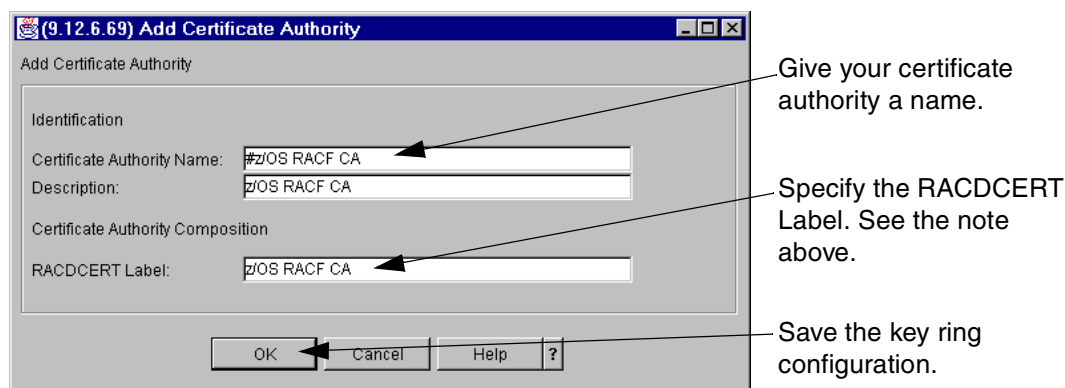 (9.12.6.69) Add Certificate Authority
Add Certificate Authority
Identification
Certificate Authority Name: #z/OS RACF CA
Description: z/OS RACF CA
Certificate Authority Composition
RACDCERT Label: z/OS RACF CA
OK Cancel Help ?
Give your certificate
authority a name.
Specify the RACDCERT
Label. See the note
above.
Save the key ring
configuration.